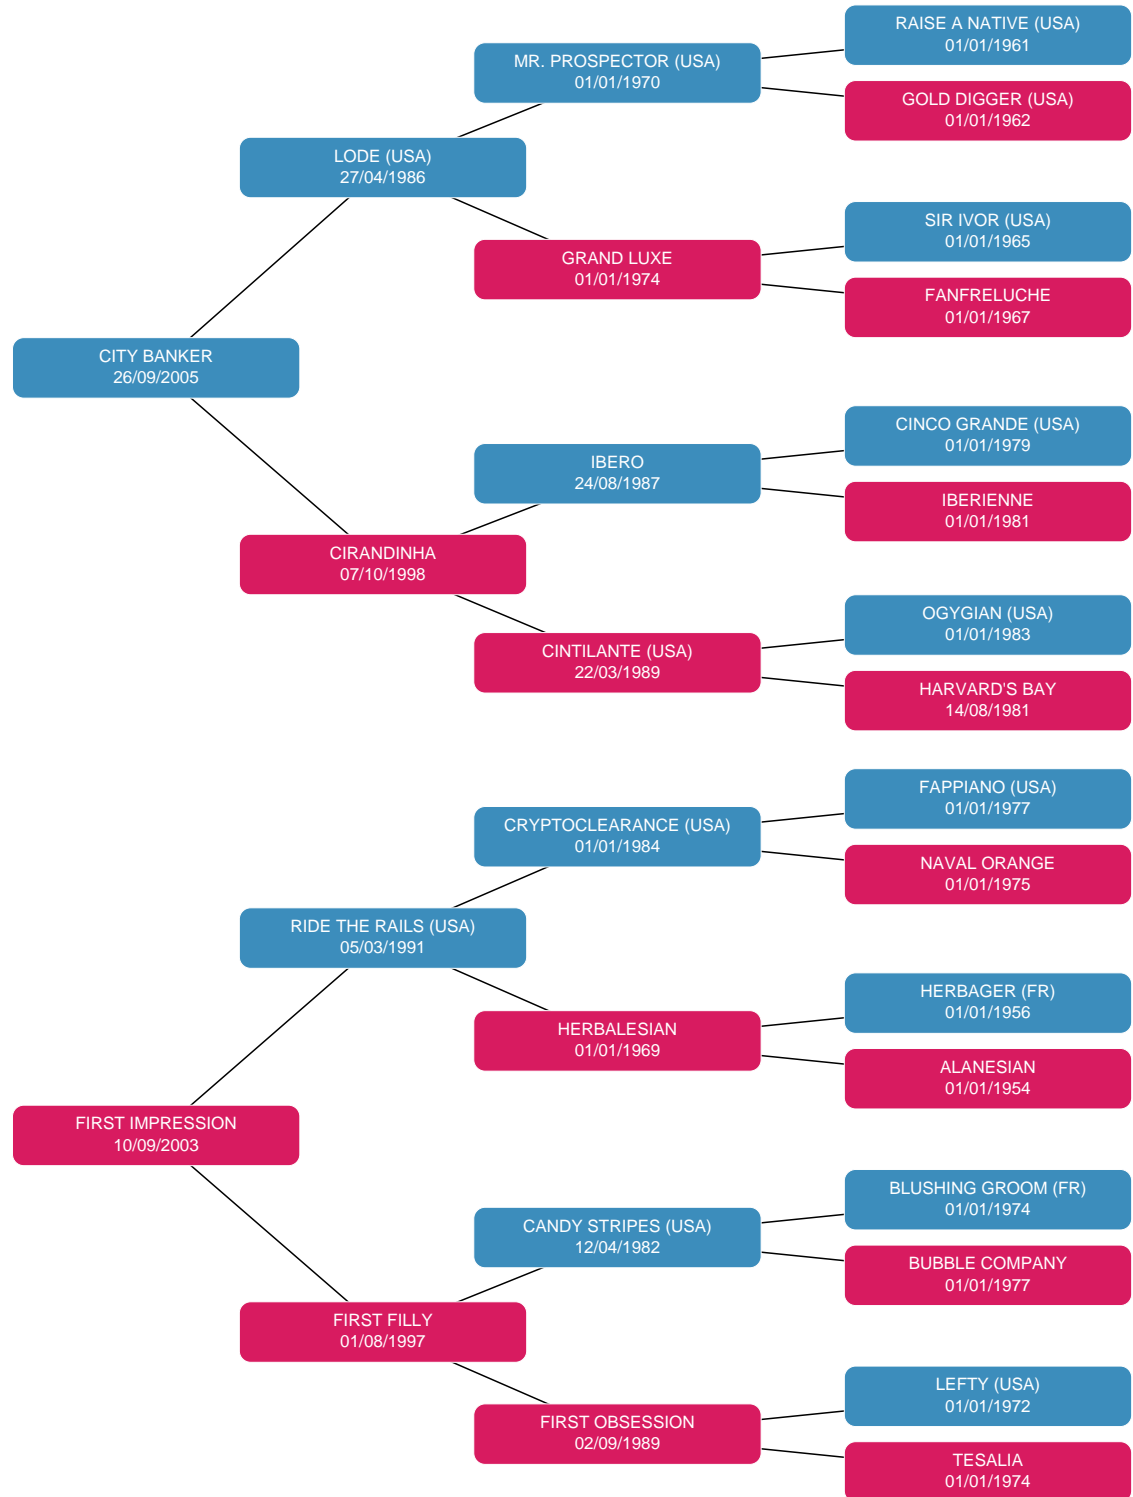 RAISE A NATIVE (USA)
01/01/1961
MR. PROSPECTOR (USA)
01/01/1970
GOLD DIGGER (USA)
01/01/1962
LODE (USA)
27/04/1986
SIR IVOR (USA)
01/01/1965
GRAND LUXE
01/01/1974
FANFRELUCHE
01/01/1967
CITY BANKER
26/09/2005
CINCO GRANDE (USA)
01/01/1979
IBERO
24/08/1987
IBERIENNE
01/01/1981
CIRANDINHA
07/10/1998
OGYGIAN (USA)
01/01/1983
CINTILANTE (USA)
22/03/1989
HARVARD'S BAY
14/08/1981
FAPPIANO (USA)
01/01/1977
CRYPTOCLEARANCE (USA)
01/01/1984
NAVAL ORANGE
01/01/1975
RIDE THE RAILS (USA)
05/03/1991
HERBAGER (FR)
01/01/1956
HERBALESIAN
01/01/1969
ALANESIAN
01/01/1954
FIRST IMPRESSION
10/09/2003
BLUSHING GROOM (FR)
01/01/1974
CANDY STRIPES (USA)
12/04/1982
BUBBLE COMPANY
01/01/1977
FIRST FILLY
01/08/1997
LEFTY (USA)
01/01/1972
FIRST OBSESSION
02/09/1989
TESALIA
01/01/1974